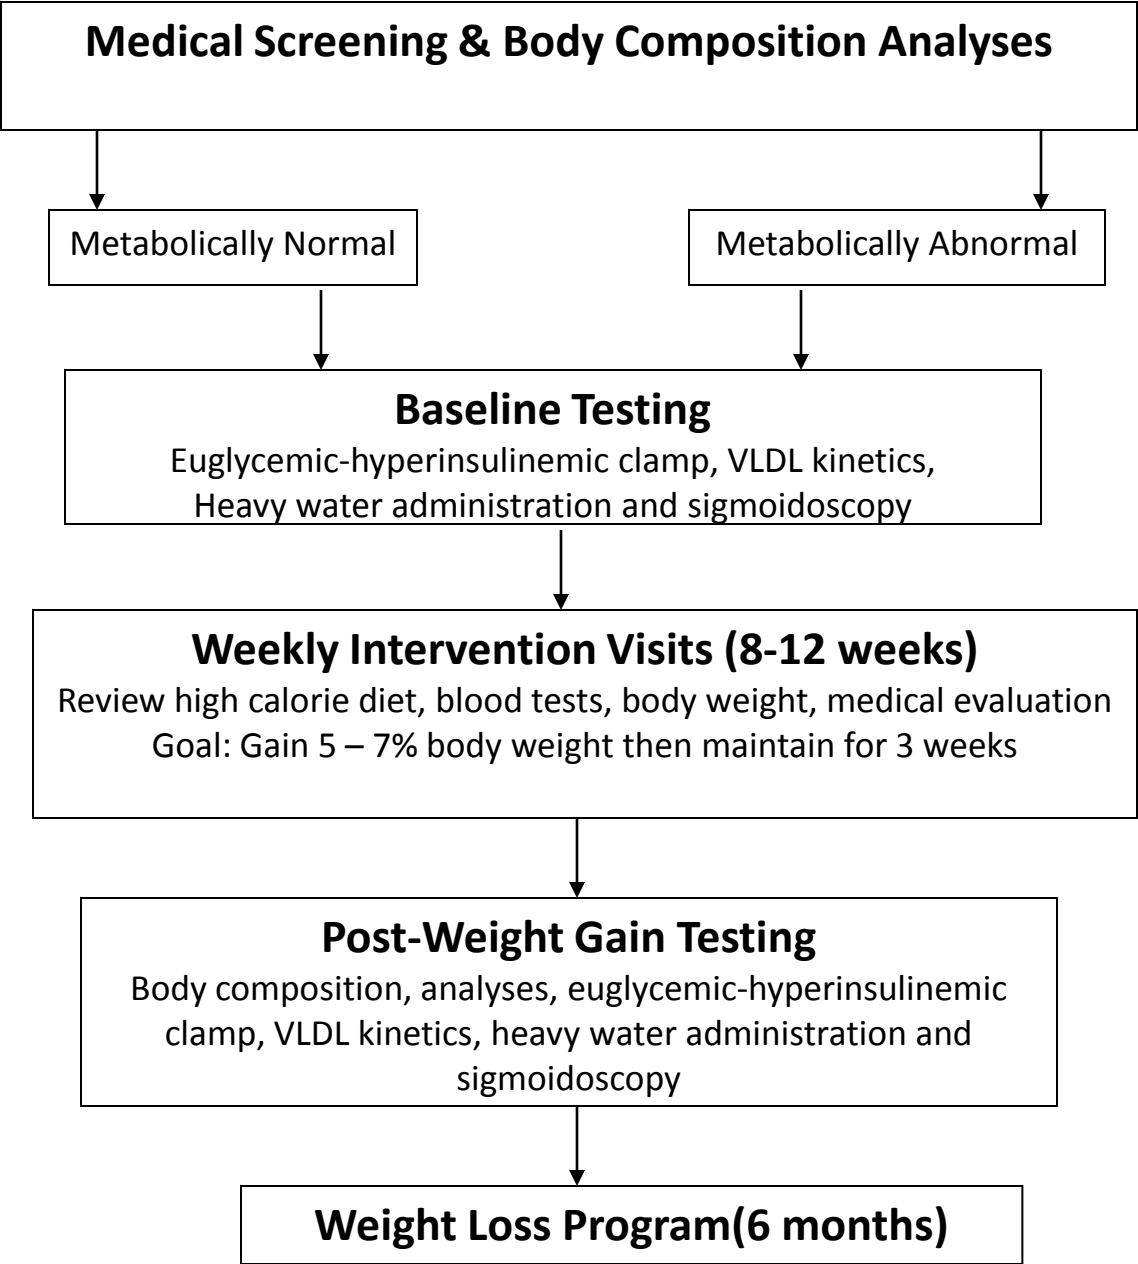 Medical Screening & Body Composition Analyses
Metabolically Normal
Metabolically Abnormal
Baseline Testing
Euglycemic-hyperinsulinemic clamp, VLDL kinetics,
Heavy water administration and sigmoidoscopy
Weekly Intervention Visits (8-12 weeks)
Review high calorie diet, blood tests, body weight, medical evaluation
Goal: Gain 5 – 7% body weight then maintain for 3 weeks
Post-Weight Gain Testing
Body composition, analyses, euglycemic-hyperinsulinemic
clamp, VLDL kinetics, heavy water administration and
sigmoidoscopy
Weight Loss Program(6 months)